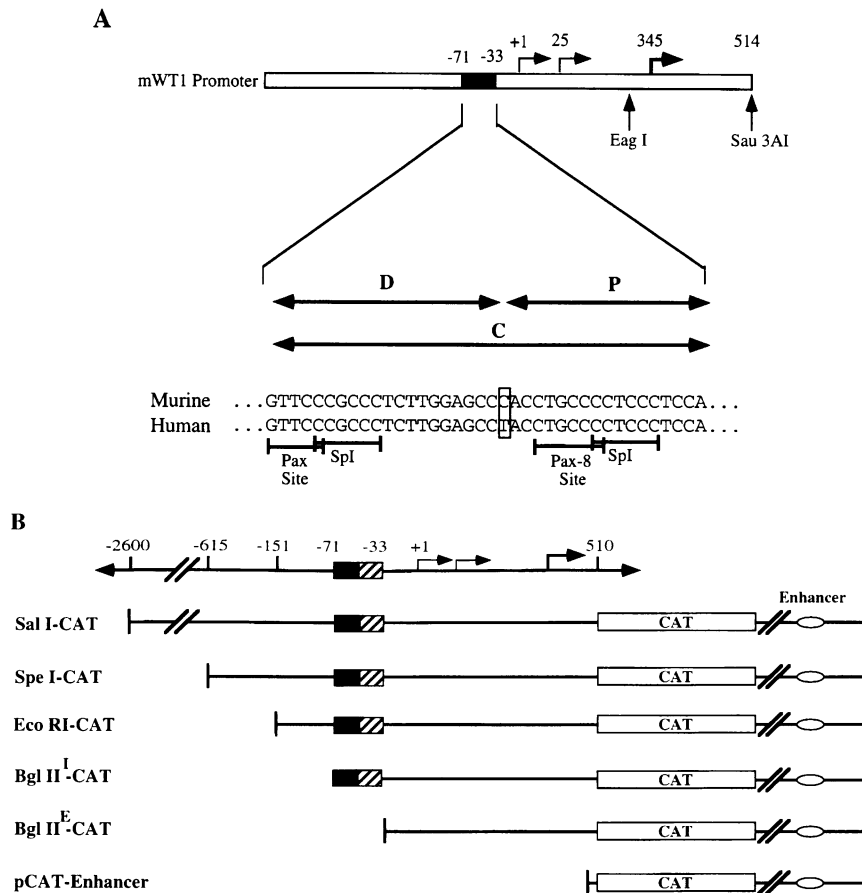 A
-71 -33 +1 25 345 514
mWT1 Promoter
Eag I Sau 3AI
D P
C
Murine ...GTTCCCGCCCTCTTGGAGCCCACCTGCCCCTCCCTCCA...
Human ...GTTCCCGCCCTCTTGGAGCCTACCTGCCCCTCCCTCCA...
Pax Site SpI Pax-8 Site SpI
B
-2600 -615 -151 -71 -33 +1 510
Enhancer
Sal I-CAT CAT
Spe I-CAT CAT
Eco RI-CAT CAT
Bgl II I-CAT CAT
Bgl II E-CAT CAT
pCAT-Enhancer CAT